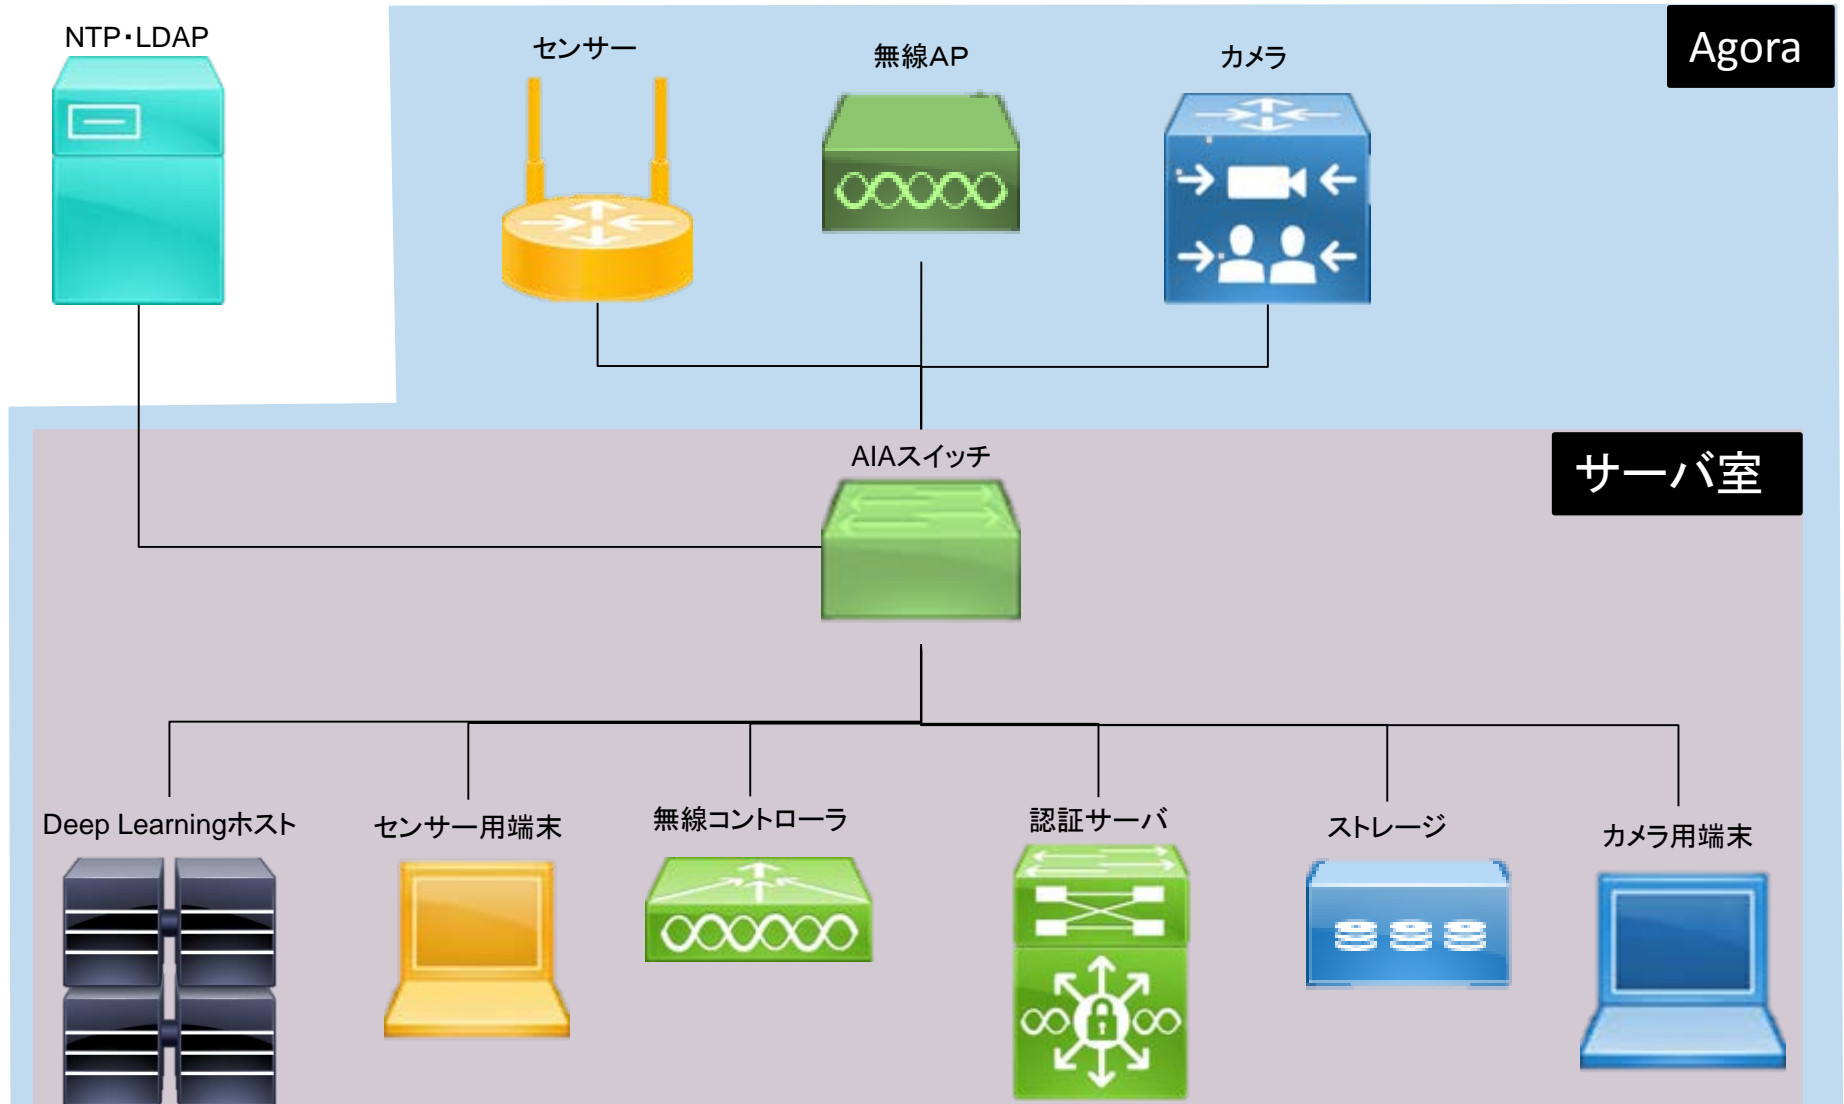 NTP・LDAP
センサー
無線AP
カメラ
Agora
AIAスイッチ
サーバ室
Deep Learningホスト
センサー用端末
無線コントローラ
認証サーバ
ストレージ
カメラ用端末